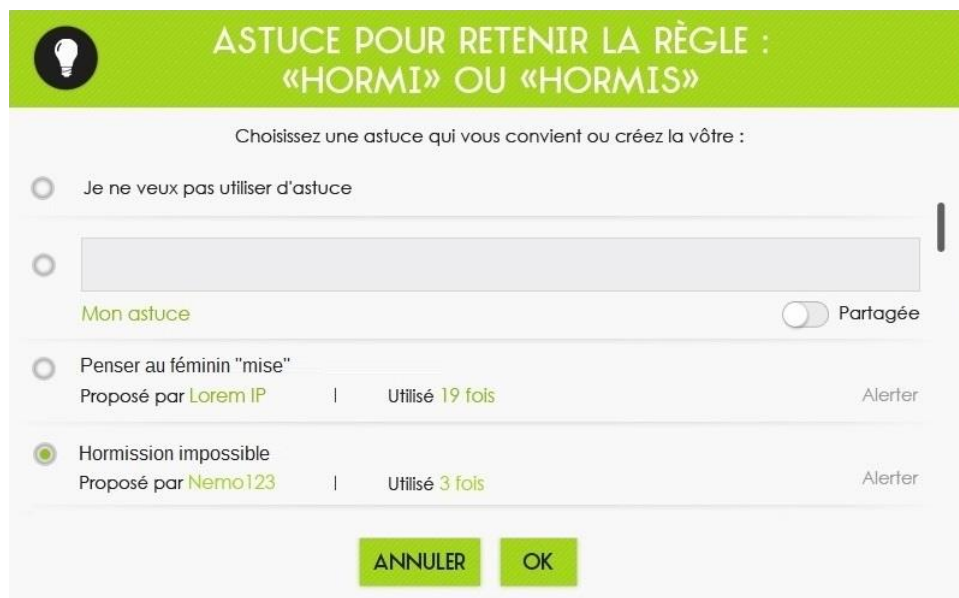 ASTUCE POUR RETENIR LA RÈGLE :
«HORMI» OU «HORMIS»
Choisissez une astuce qui vous convient ou créez la vôtre :
Je ne veux pas utiliser d'astuce
Mon astuce
Partagée
Penser au féminin "mise"
Proposé par Lorem IP | Utilisé 19 fois Alerter
Hormission impossible
Proposé par Nemo123 | Utilisé 3 fois Alerter
ANNULER OK